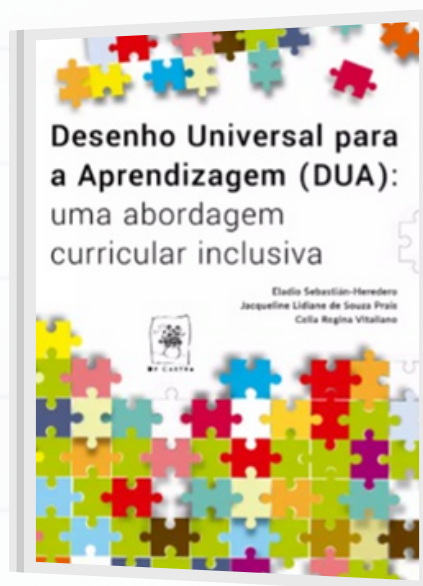 Desenho Universal para
a Aprendizagem (DUA):
uma abordagem
curricular inclusiva
Eladio Sebastián-Heredero
Jacqueline Lidiane de Souza Prais
Celia Regina Vitaliano
DE CASTRO